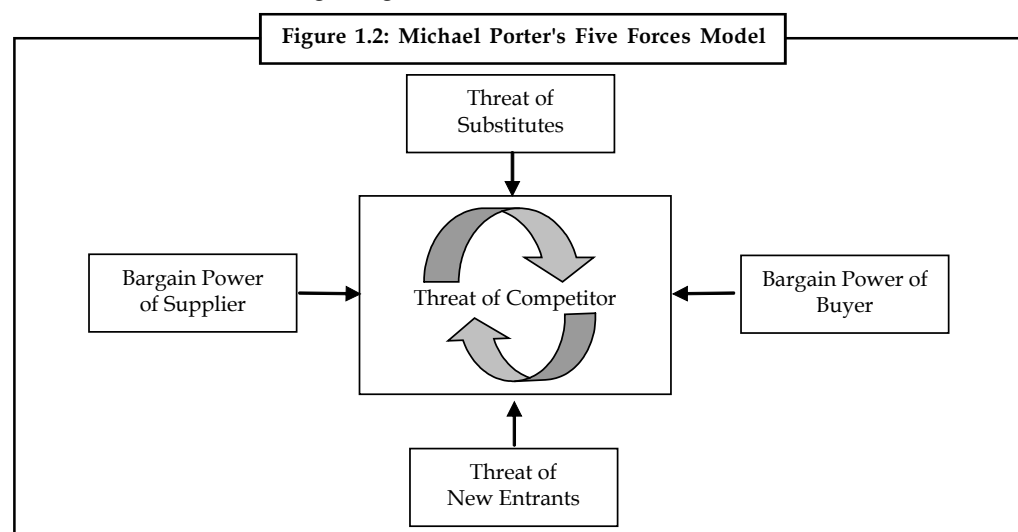 Figure 1.2: Michael Porter's Five Forces Model
Threat of
Substitutes
Bargain Power
of Supplier
Threat of Competitor
Bargain Power of
Buyer
Threat of
New Entrants